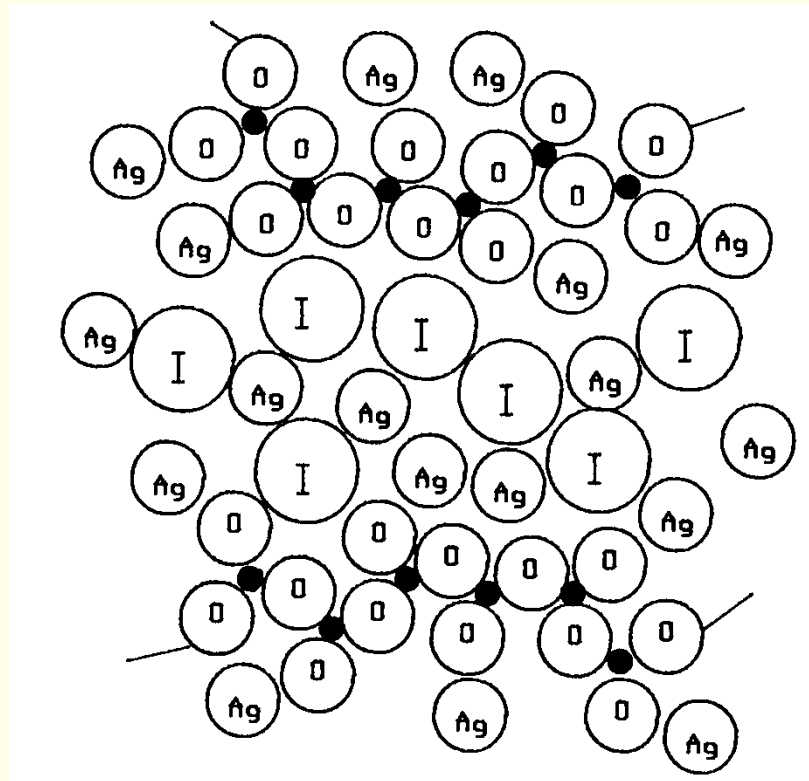 O Ag Ag O
Ag O O O O O O
Ag O O O O Ag O Ag
Ag I I I I
Ag Ag I Ag
Ag I Ag Ag I Ag Ag
O O O O O
O O O O O O
Ag O Ag O Ag